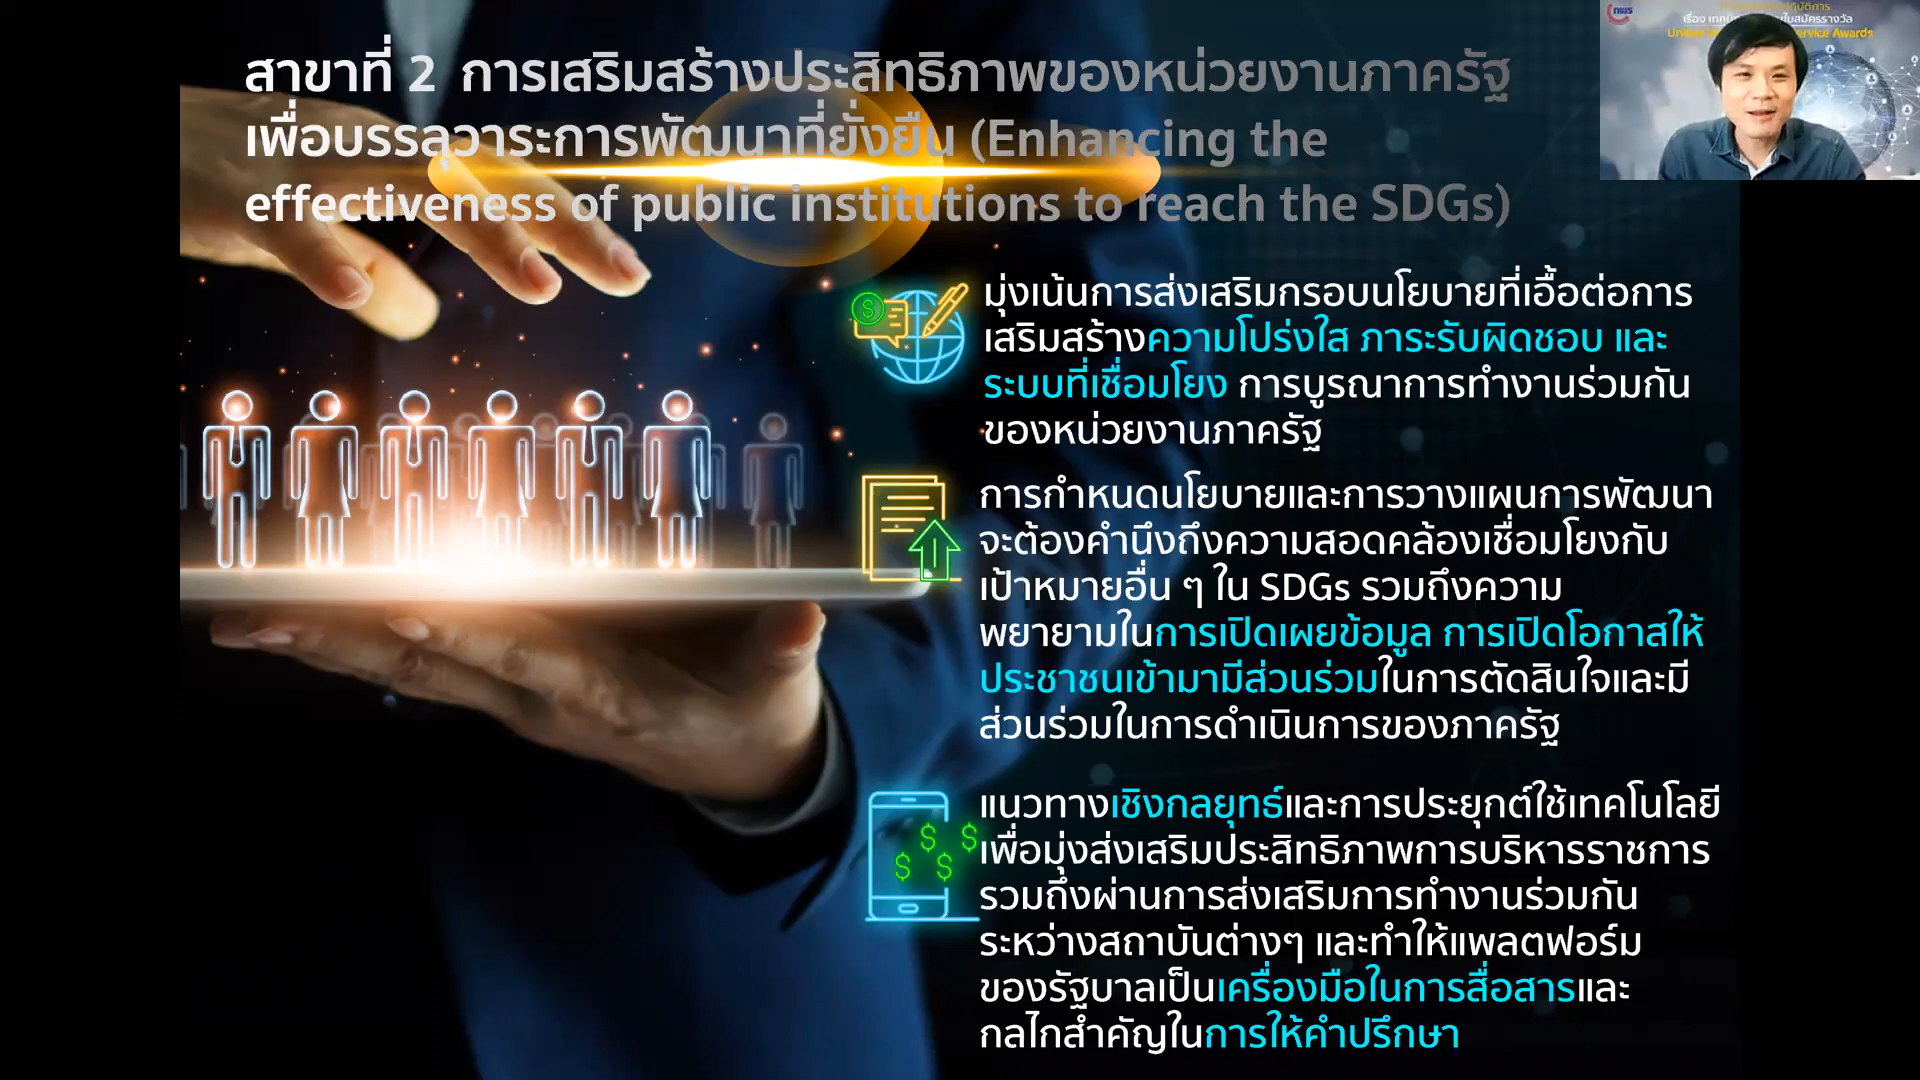 สาขาที่ 2 การเสริมสร้างประสิทธิภาพของหน่วยงานภาครัฐ
เพื่อบรรลุวาระการพัฒนาที่ยั่งยืน (Enhancing the
effectiveness of public institutions to reach the SDGs)
มุ่งเน้นการส่งเสริมกรอบนโยบายที่เอื้อต่อการ
เสริมสร้างความโปร่งใส ภาระรับผิดชอบ และ
ระบบที่เชื่อมโยง การบูรณาการทำงานร่วมกัน
ของหน่วยงานภาครัฐ
การกำหนดนโยบายและการวางแผนการพัฒนา
จะต้องคำนึงถึงความสอดคล้องเชื่อมโยงกับ
เป้าหมายอื่น ๆ ใน SDGs รวมถึงความ
พยายามในการเปิดเผยข้อมูล การเปิดโอกาสให้
ประชาชนเข้ามามีส่วนร่วมในการตัดสินใจและมี
ส่วนร่วมในการดำเนินการของภาครัฐ
แนวทางเชิงกลยุทธ์และการประยุกต์ใช้เทคโนโลยี
เพื่อมุ่งส่งเสริมประสิทธิภาพการบริหารราชการ
รวมถึงผ่านการส่งเสริมการทำงานร่วมกัน
ระหว่างสถาบันต่างๆ และทำให้แพลตฟอร์ม
ของรัฐบาลเป็นเครื่องมือในการสื่อสารและ
กลไกสำคัญในการให้คำปรึกษา
กพร
เรื่อง
ใบสมัครรางวัล
Awards